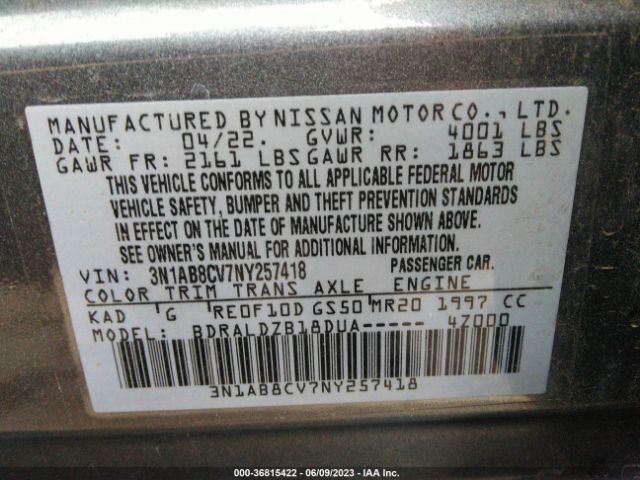 MANUFACTURED BY NISSAN MOTOR CO., LTD.
DATE: 04/22. GVWR: 4001 LBS
GAWR FR: 2161 LBS GAWR RR: 1863 LBS
THIS VEHICLE CONFORMS TO ALL APPLICABLE FEDERAL MOTOR
VEHICLE SAFETY, BUMPER AND THEFT PREVENTION STANDARDS
IN EFFECT ON THE DATE OF MANUFACTURE SHOWN ABOVE.
SEE OWNER'S MANUAL FOR ADDITIONAL INFORMATION.
VIN: 3N1AB8CV7NY257418 PASSENGER CAR.
COLOR TRIM TRANS AXLE ENGINE
KAD G RE0F10D GS50 MR20 1997 CC
BDRALDZB18DUA----- 4Z000
3N1AB8CV7NY257418
000-36815422 - 06/09/2023 - IAA Inc.